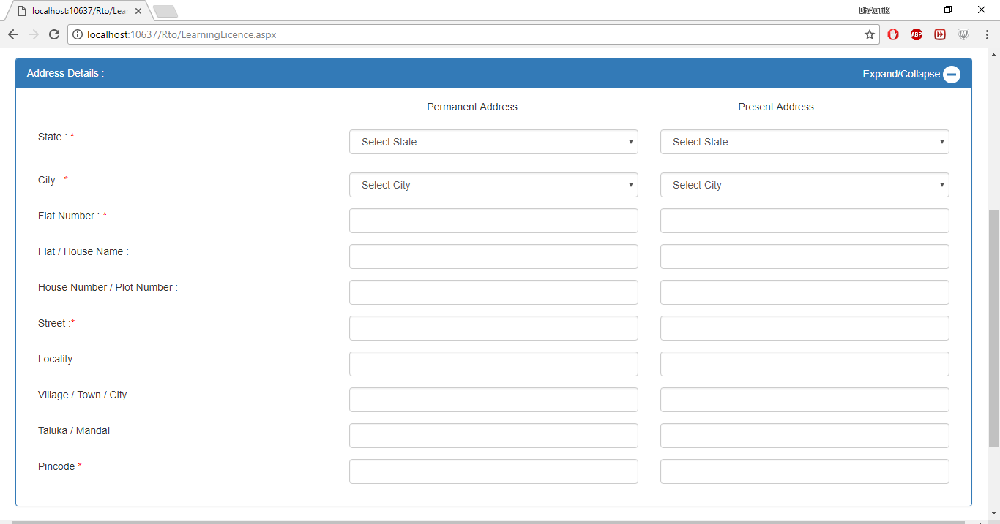 localhost:10637/Rto/Lea
BhAuTiK
localhost:10637/Rto/LearningLicence.aspx
ABP
Address Details :
Expand/Collapse
Permanent Address
Present Address
State : *
Select State
Select State
City : *
Select City
Select City
Flat Number : *
Flat / House Name :
House Number / Plot Number :
Street :*
Locality :
Village / Town / City
Taluka / Mandal
Pincode *